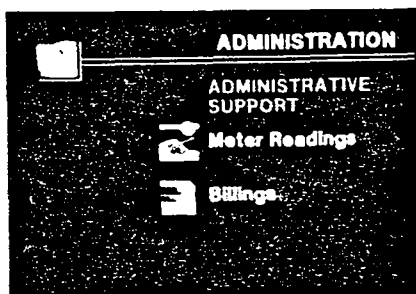 ADMINISTRATION
ADMINISTRATIVE
SUPPORT
Meter Readings
Billings